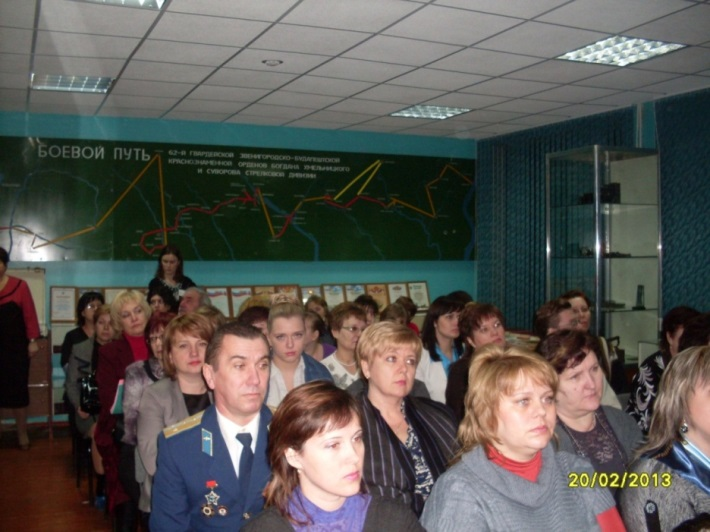 БОЕВОЙ ПУТЬ
62-Й ГВАРДЕЙСКОЙ ЗВЕНИГОРОДСКО-БУДАПЕШТСКОЙ
КРАСНОЗНАМЕННОЙ ОРДЕНОВ БОГДАНА ХМЕЛЬНИЦКОГО
И СУВОРОВА СТРЕЛКОВОЙ ДИВИЗИИ
20/02/2013